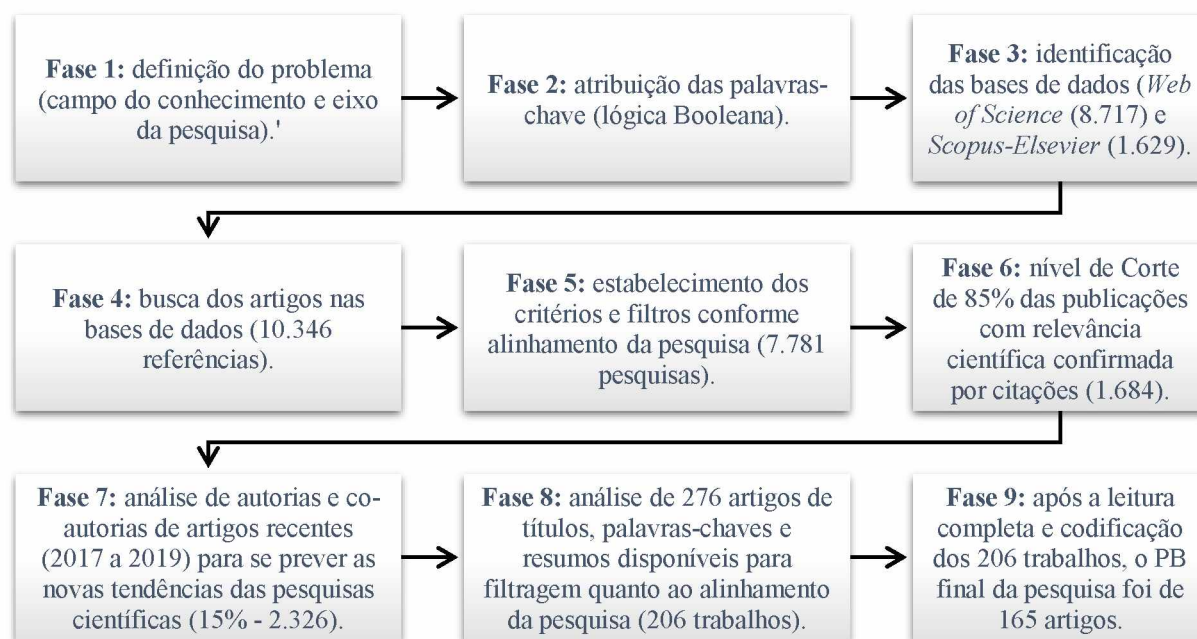 Fase 1: definição do problema
(campo do conhecimento e eixo
da pesquisa).'
Fase 2: atribuição das palavras-
chave (lógica Booleana).
Fase 3: identificação
das bases de dados (Web
of Science (8.717) e
Scopus-Elsevier (1.629).
Fase 4: busca dos artigos nas
bases de dados (10.346
referências).
Fase 5: estabelecimento dos
critérios e filtros conforme
alinhamento da pesquisa (7.781
pesquisas).
Fase 6: nível de Corte
de 85% das publicações
com relevância
científica confirmada
por citações (1.684).
Fase 7: análise de autorias e co-
autorias de artigos recentes
(2017 a 2019) para se prever as
novas tendências das pesquisas
científicas (15% - 2.326).
Fase 8: análise de 276 artigos de
títulos, palavras-chaves e
resumos disponíveis para
filtragem quanto ao alinhamento
da pesquisa (206 trabalhos).
Fase 9: após a leitura
completa e codificação
dos 206 trabalhos, o PB
final da pesquisa foi de
165 artigos.